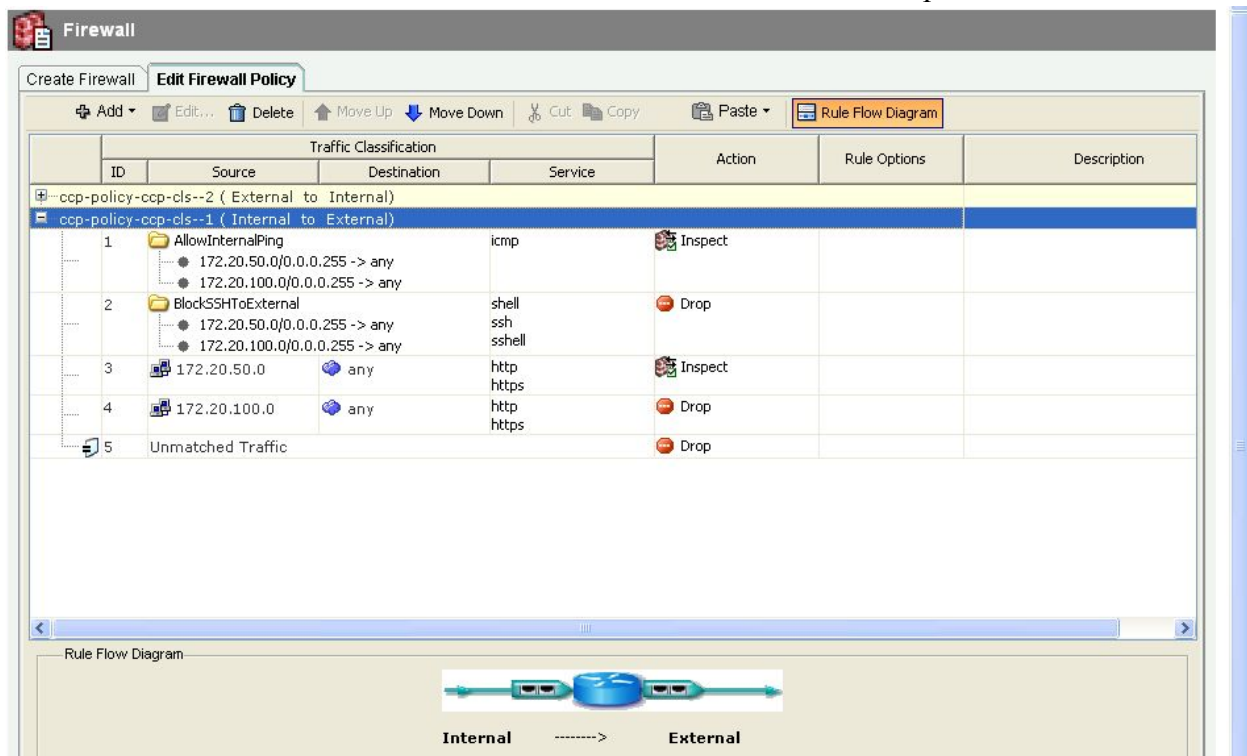 Firewall
Create Firewall Edit Firewall Policy
Add Edit... Delete Move Up Move Down Cut Copy Paste Rule Flow Diagram
Traffic Classification Action Rule Options Description
ID Source Destination Service
ccp-policy-ccp-cls--2 ( External to Internal)
ccp-policy-ccp-cls--1 ( Internal to External)
1 AllowInternalPing icmp Inspect
172.20.50.0/0.0.0.255 -> any
172.20.100.0/0.0.0.255 -> any
2 BlockSSHToExternal shell Drop
172.20.50.0/0.0.0.255 -> any ssh
172.20.100.0/0.0.0.255 -> any sshell
3 172.20.50.0 any http Inspect
https
4 172.20.100.0 any http Drop
https
5 Unmatched Traffic Drop
Rule Flow Diagram
Internal --------> External